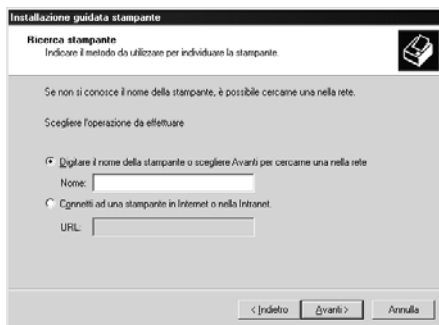 Installazione guidata stampante
Ricerca stampante
Indicare il metodo da utilizzare per individuare la stampante.
Se non si conosce il nome della stampante, è possibile cercarne una nella rete.
Scegliere l'operazione da effettuare
Digitare il nome della stampante o scegliere Avanti per cercarne una nella rete
Nome:
Connetti ad una stampante in Internet o nella Intranet.
URL:
< Indietro Avanti > Annulla